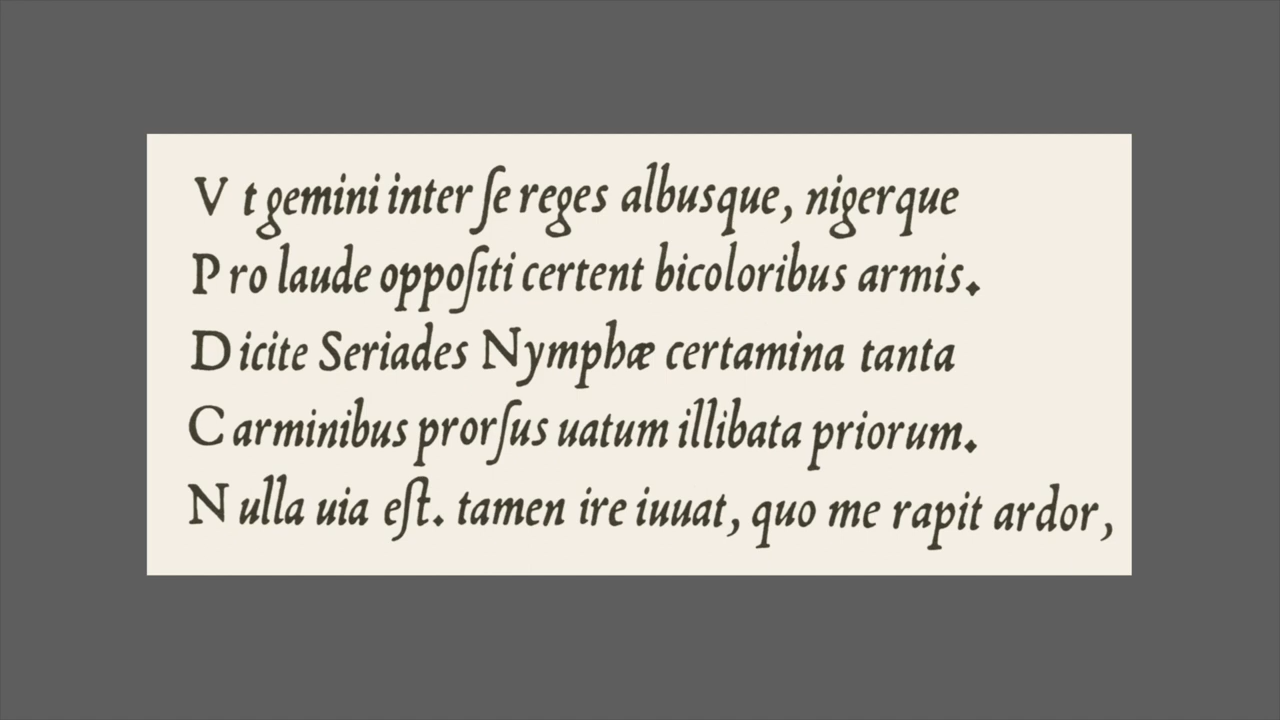 V t gemini inter ſe reges albusque, nigerque
P ro laude oppoſiti certent bicoloribus armis.
D icite Seriades Nymphæ certamina tanta
C arminibus prorſus uatum illibata priorum.
N ulla uia eſt. tamen ire iuuat, quo me rapit ardor,